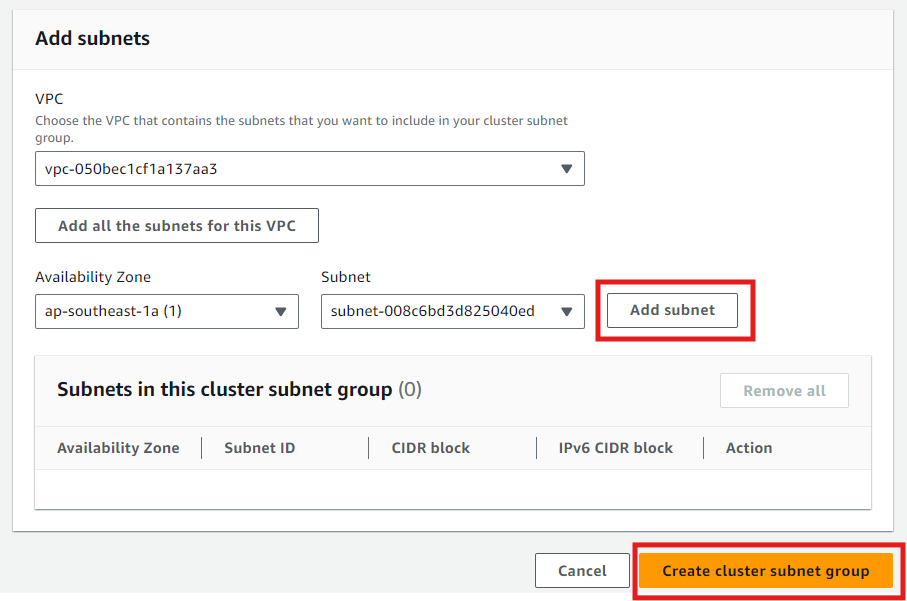 Add subnets
VPC
Choose the VPC that contains the subnets that you want to include in your cluster subnet
group.
vpc-050bec1cf1a137aa3
Add all the subnets for this VPC
Availability Zone
Subnet
ap-southeast-1a (1)
subnet-008c6bd3d825040ed
Add subnet
Subnets in this cluster subnet group (0)
Remove all
Availability Zone
Subnet ID
CIDR block
IPv6 CIDR block
Action
Cancel
Create cluster subnet group